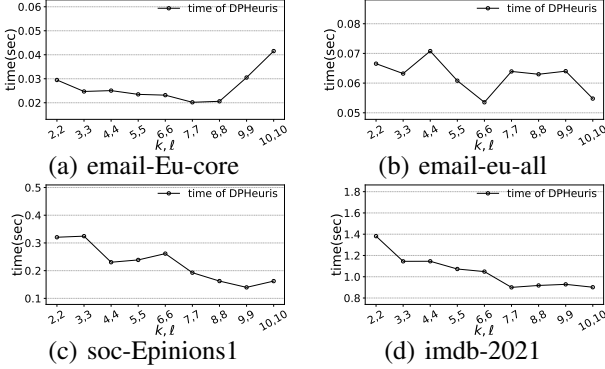 time of DPHeuris
0.06
0.05
0.04
0.03
0.02
time(sec)
2,2 3,3 4,4 5,5 6,6 7,7 8,8 9,9 10,10
k, ℓ
(a) email-Eu-core
time of DPHeuris
0.08
0.07
0.06
0.05
time(sec)
2,2 3,3 4,4 5,5 6,6 7,7 8,8 9,9 10,10
k, ℓ
(b) email-eu-all
time of DPHeuris
0.5
0.4
0.3
0.2
0.1
time(sec)
2,2 3,3 4,4 5,5 6,6 7,7 8,8 9,9 10,10
k, ℓ
(c) soc-Epinions1
time of DPHeuris
1.8
1.6
1.4
1.2
1.0
0.8
time(sec)
2,2 3,3 4,4 5,5 6,6 7,7 8,8 9,9 10,10
k, ℓ
(d) imdb-2021